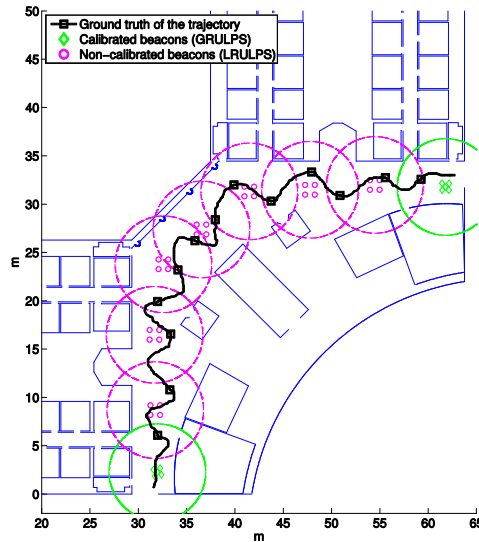 50
45
40
35
30
25
20
15
10
5
0
m
Ground truth of the trajectory
Calibrated beacons (GRULPS)
Non-calibrated beacons (LRULPS)
20 25 30 35 40 45 50 55 60 65
m